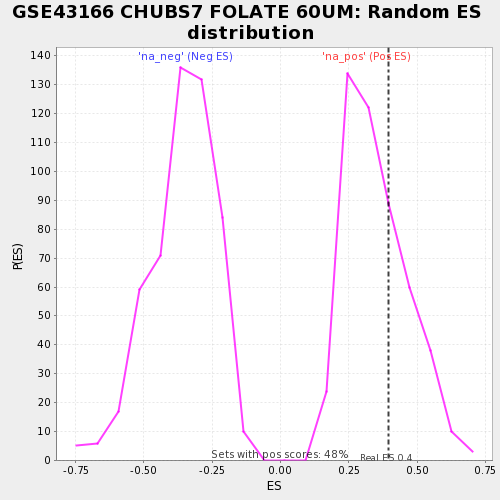 GSE43166 CHUBS7 FOLATE 60UM: Random ES
distribution
'na_neg' (Neg ES)
'na_pos' (Pos ES)
140
130
120
110
100
90
80
70
60
50
40
30
20
10
0
P(ES)
Sets with pos scores: 48%
Real ES 0.4
-0.75
-0.50
-0.25
0.00
0.25
0.50
0.75
ES